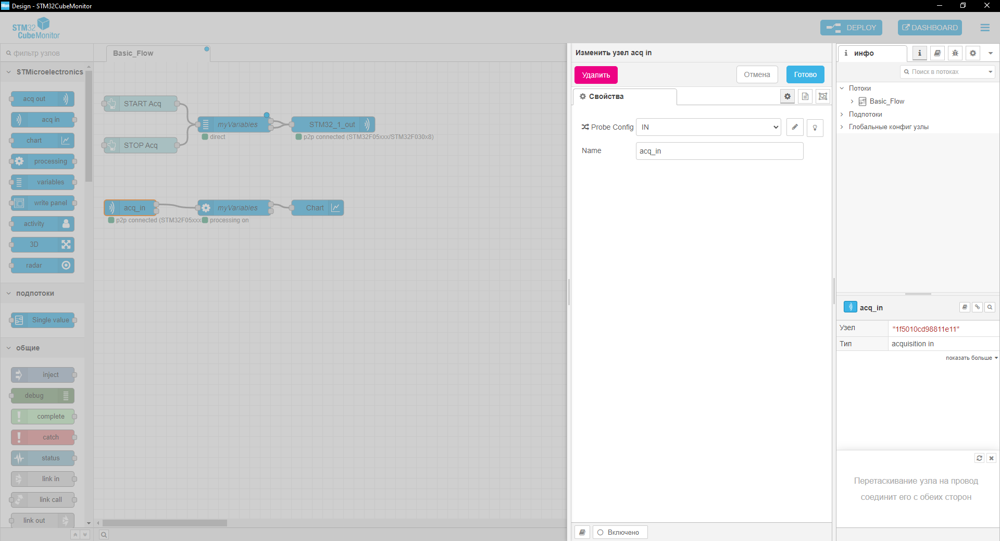 Mon Design - STM32CubeMonitor
STM32
CubeMonitor
DEPLOY
DASHBOARD
фильтр узлов
STMicroelectronics
acq out
acq in
chart
processing
variables
write panel
activity
3D
radar
подпотоки
Single value
общие
inject
debug
complete
catch
status
link in
link call
link out
Basic_Flow
START Acq
STOP Acq
myVariables
direct
STM32_1_out
p2p connected (STM32F05xxx/STM32F030x8)
acq_in
p2p connected (STM32F05xxx
myVariables
processing on
Chart
Изменить узел acq in
Удалить
Отмена
Готово
Свойства
Probe Config
IN
Name
acq_in
Включено
инфо
Поиск в потоках
Потоки
Basic_Flow
Подпотоки
Глобальные конфиг узлы
acq_in
Узел "1f5010cd98811e11"
Тип acquisition in
показать больше
Перетаскивание узла на провод
соединит его с обеих сторон